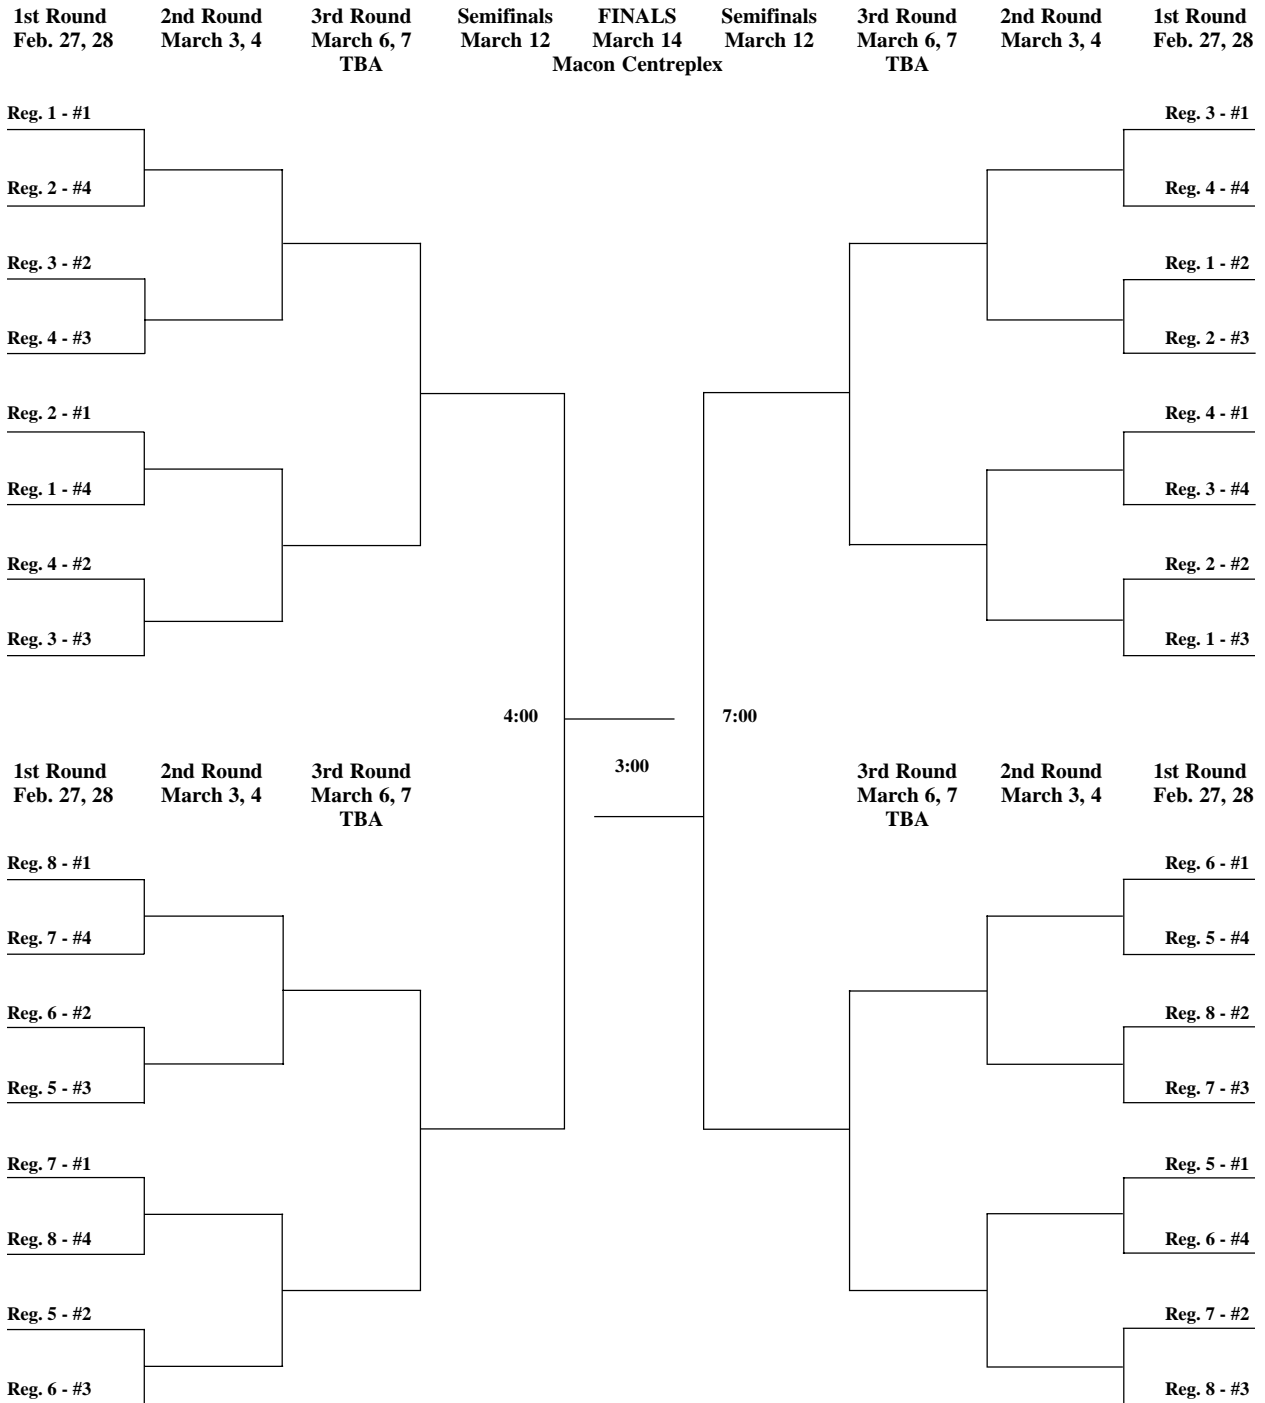 1st Round 2nd Round 3rd Round Semifinals FINALS Semifinals 3rd Round 2nd Round 1st Round
Feb. 27, 28 March 3, 4 March 6, 7 March 12 March 14 March 12 March 6, 7 March 3, 4 Feb. 27, 28
TBA Macon Centreplex TBA
Reg. 1 - #1 Reg. 3 - #1
Reg. 2 - #4 Reg. 4 - #4
Reg. 3 - #2 Reg. 1 - #2
Reg. 4 - #3 Reg. 2 - #3
Reg. 2 - #1 Reg. 4 - #1
Reg. 1 - #4 Reg. 3 - #4
Reg. 4 - #2 Reg. 2 - #2
Reg. 3 - #3 Reg. 1 - #3
4:00 7:00
3:00
1st Round 2nd Round 3rd Round 3rd Round 2nd Round 1st Round
Feb. 27, 28 March 3, 4 March 6, 7 March 6, 7 March 3, 4 Feb. 27, 28
TBA TBA
Reg. 8 - #1 Reg. 6 - #1
Reg. 7 - #4 Reg. 5 - #4
Reg. 6 - #2 Reg. 8 - #2
Reg. 5 - #3 Reg. 7 - #3
Reg. 7 - #1 Reg. 5 - #1
Reg. 8 - #4 Reg. 6 - #4
Reg. 5 - #2 Reg. 7 - #2
Reg. 6 - #3 Reg. 8 - #3